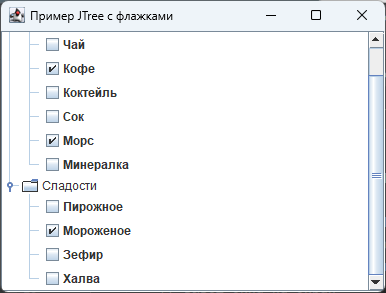 Пример JTree с флажками
Чай
Кофе
Коктейль
Сок
Морс
Минералка
Сладости
Пирожное
Мороженое
Зефир
Халва